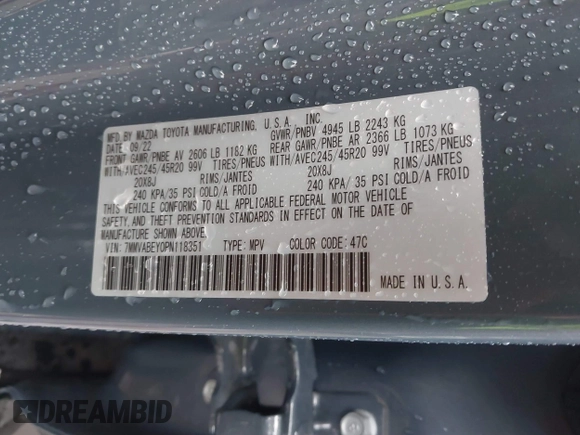 MFD. BY MAZDA TOYOTA MANUFACTURING, U.S.A., INC.
DATE: 09/22 GVWR/PNBV 4945 LB 2243 KG
FRONT GAWR/PNBE AV 2606 LB 1182 KG REAR GAWR/PNBE AR 2366 LB 1073 KG
WITH/AVEC245/45R20 99V TIRES/PNEUS WITH/AVEC245/45R20 99V TIRES/PNEUS
20X8J RIMS/JANTES 20X8J RIMS/JANTES
240 KPA/ 35 PSI COLD/A FROID 240 KPA/ 35 PSI COLD/A FROID
THIS VEHICLE CONFORMS TO ALL APPLICABLE FEDERAL MOTOR VEHICLE
SAFETY, AND THEFT PREVENTION STANDARDS IN EFFECT ON THE DATE OF
MANUFACTURE SHOWN ABOVE.
VIN: 7MMVABEY0PN118351 TYPE: MPV COLOR CODE: 47C
MADE IN U.S.A.
DREAMBID